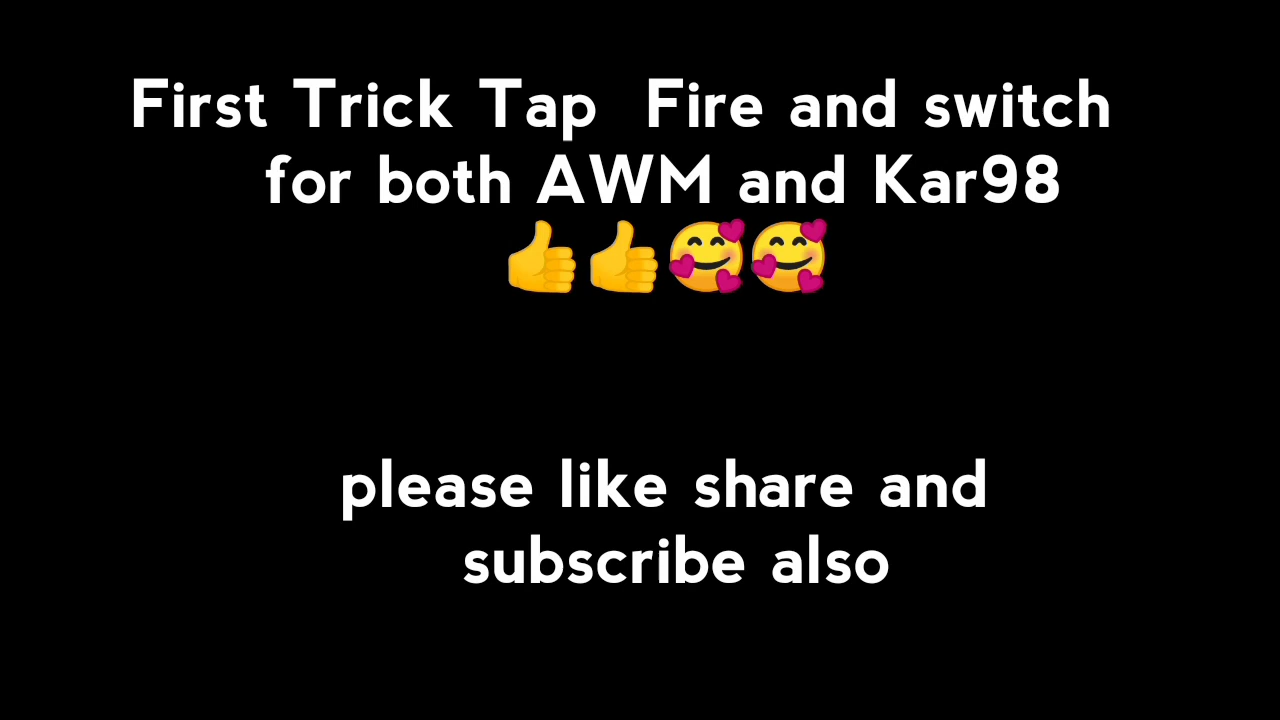 First Trick Tap  Fire and switch
for both AWM and Kar98
👍👍🥰🥰
please like share and
subscribe also